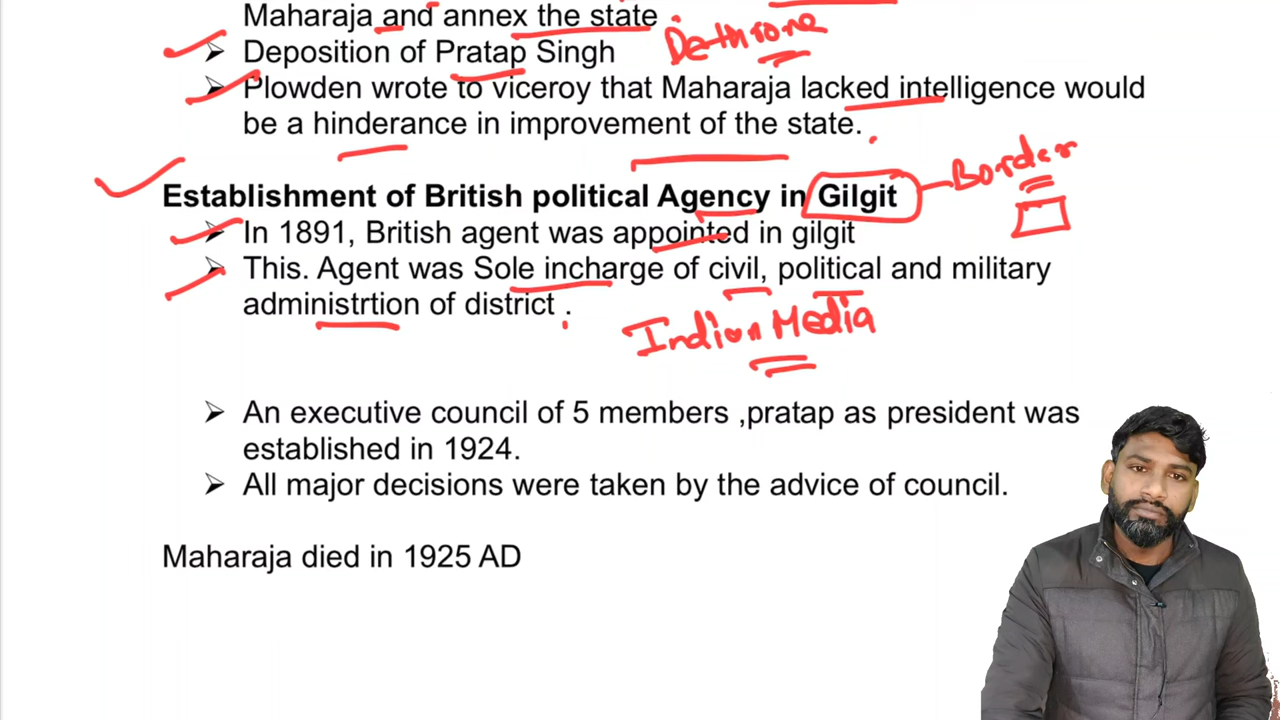 Maharaja and annex the state
Dethrone
➢ Deposition of Pratap Singh
➢ Plowden wrote to viceroy that Maharaja lacked intelligence would
be a hinderance in improvement of the state.
Border
Establishment of British political Agency in Gilgit
➢ In 1891, British agent was appointed in gilgit
➢ This. Agent was Sole incharge of civil, political and military
administrtion of district .
Indian Media
➢ An executive council of 5 members ,pratap as president was
established in 1924.
➢ All major decisions were taken by the advice of council.
Maharaja died in 1925 AD